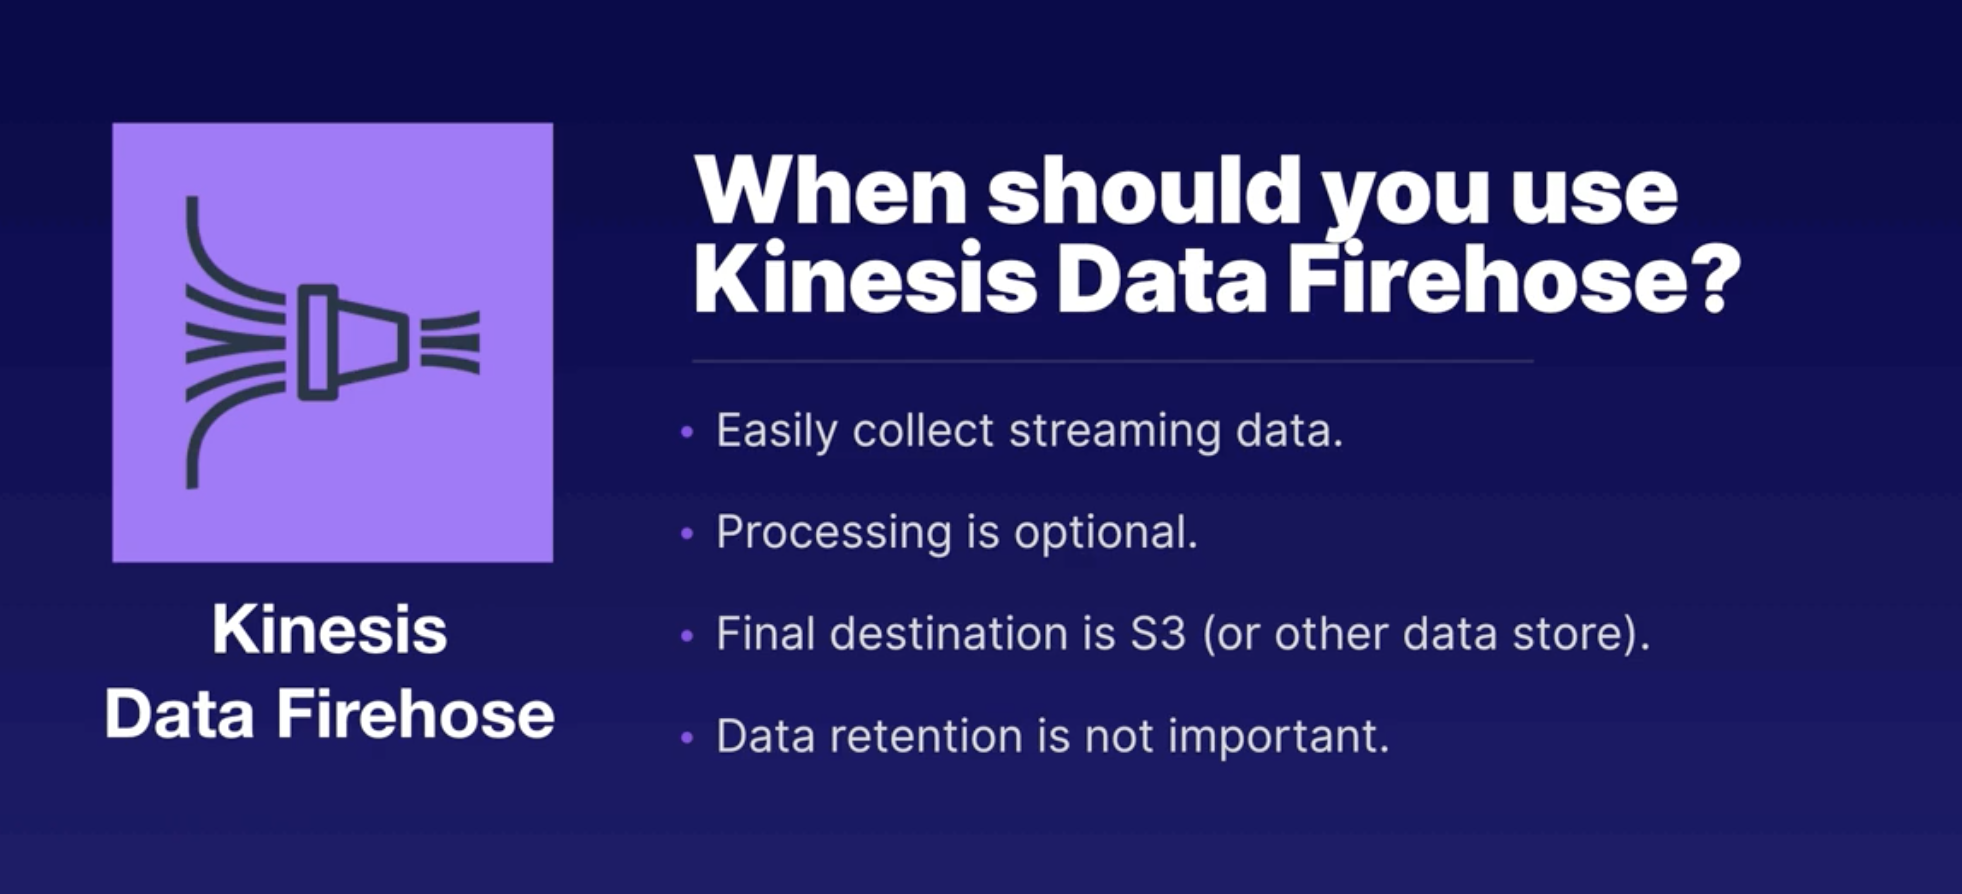 When should you use
Kinesis Data Firehose?
• Easily collect streaming data.
• Processing is optional.
• Final destination is S3 (or other data store).
• Data retention is not important.
Kinesis
Data Firehose